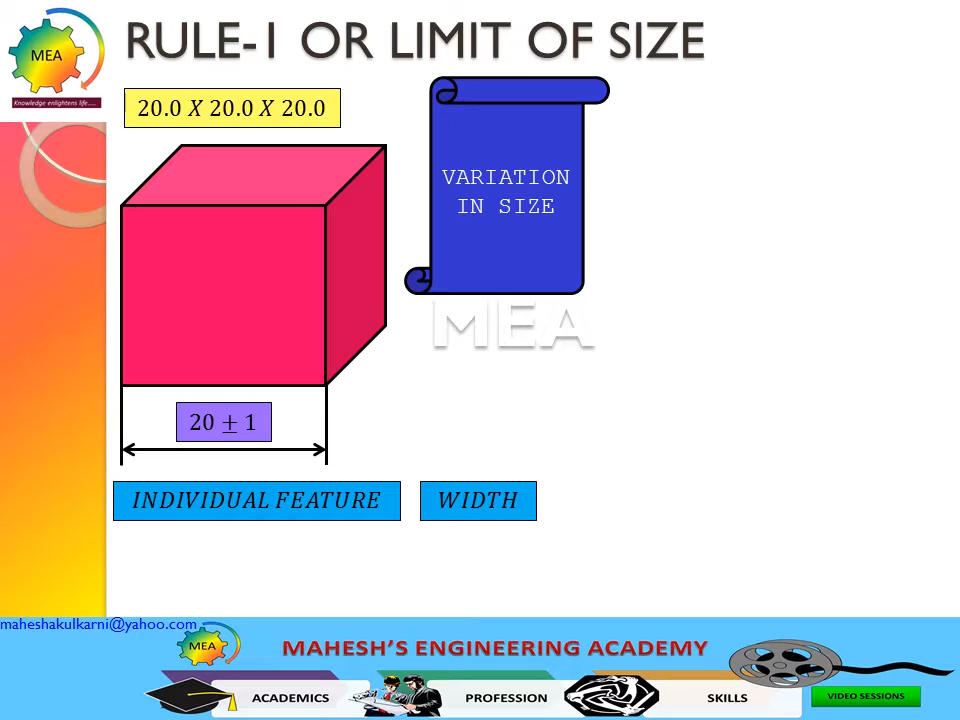 MEA
Knowledge enlightens life.....
RULE-1 OR LIMIT OF SIZE
20.0 X 20.0 X 20.0
VARIATION
IN SIZE
MEA
20 ± 1
INDIVIDUAL FEATURE
WIDTH
maheshakulkarni@yahoo.com
MEA
MAHESH'S ENGINEERING ACADEMY
ACADEMICS
PROFESSION
SKILLS
VIDEO SESSIONS